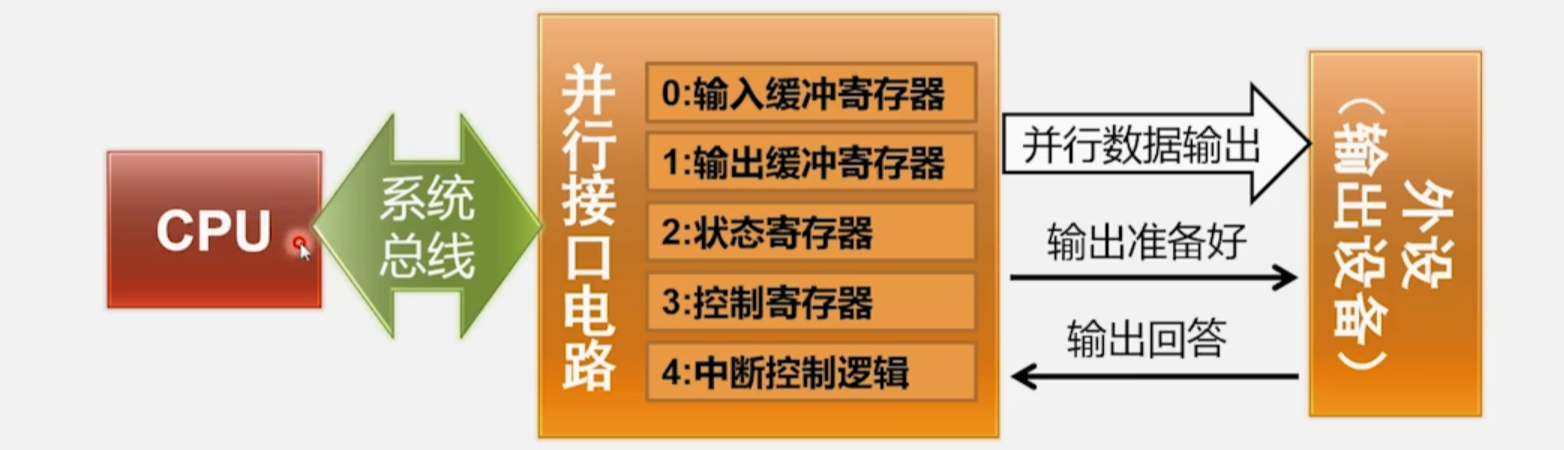 CPU
系统
总线
并行接口电路
0:输入缓冲寄存器
1:输出缓冲寄存器
2:状态寄存器
3:控制寄存器
4:中断控制逻辑
并行数据输出
输出准备好
输出回答
外设
（输出设备）